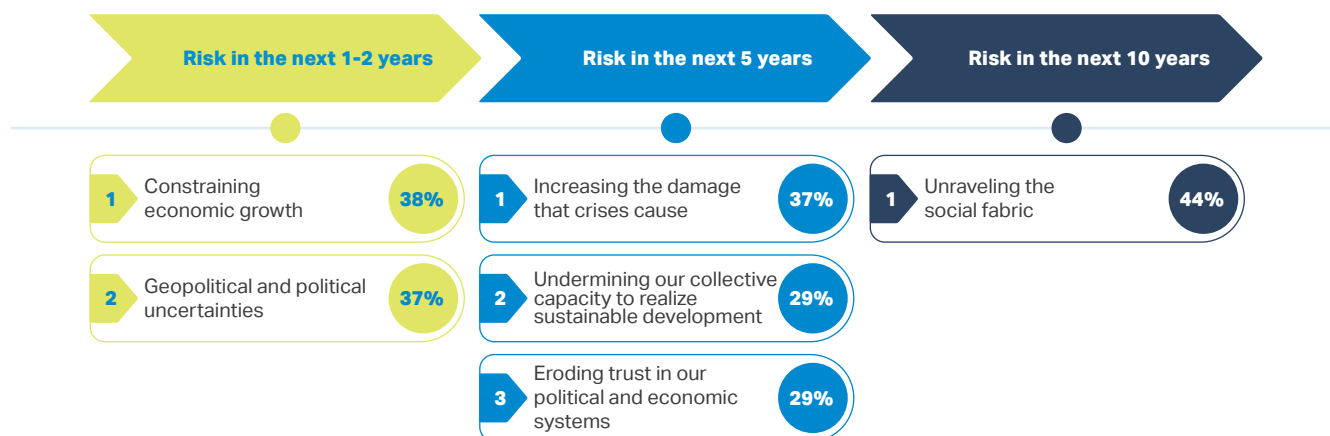 Risk in the next 1-2 years
Risk in the next 5 years
Risk in the next 10 years
1
Constraining
economic growth
38%
2
Geopolitical and political
uncertainties
37%
1
Increasing the damage
that crises cause
37%
2
Undermining our collective
capacity to realize
sustainable development
29%
3
Eroding trust in our
political and economic
systems
29%
1
Unraveling the
social fabric
44%